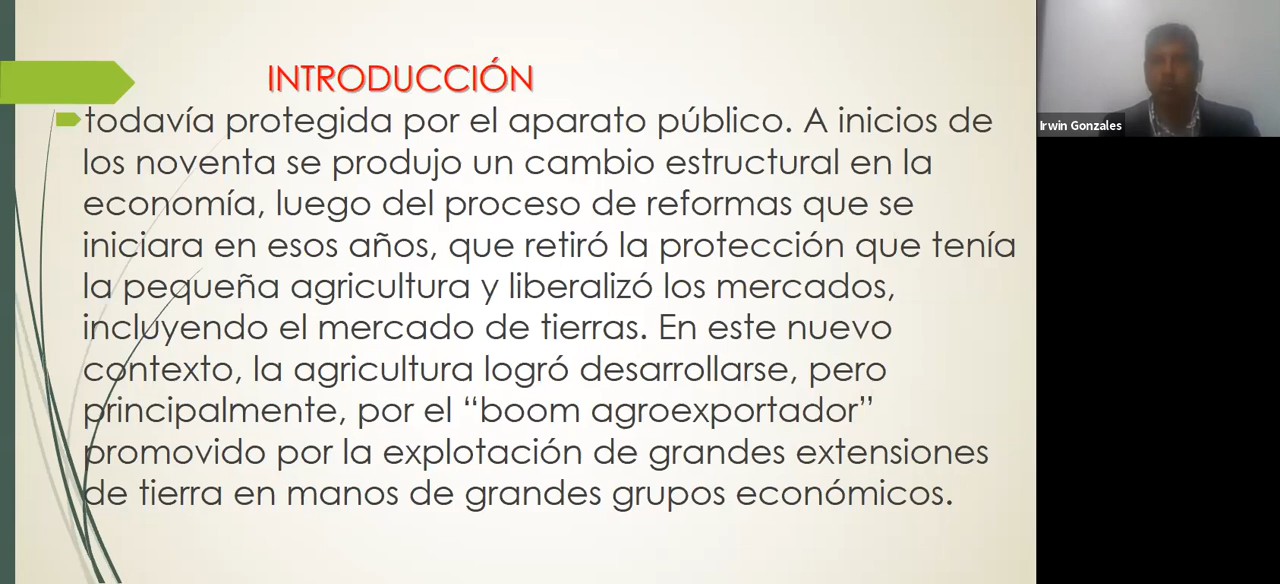 INTRODUCCIÓN
todavía protegida por el aparato público. A inicios de
los noventa se produjo un cambio estructural en la
economía, luego del proceso de reformas que se
iniciara en esos años, que retiró la protección que tenía
la pequeña agricultura y liberalizó los mercados,
incluyendo el mercado de tierras. En este nuevo
contexto, la agricultura logró desarrollarse, pero
principalmente, por el “boom agroexportador”
promovido por la explotación de grandes extensiones
de tierra en manos de grandes grupos económicos.
Irwin Gonzales